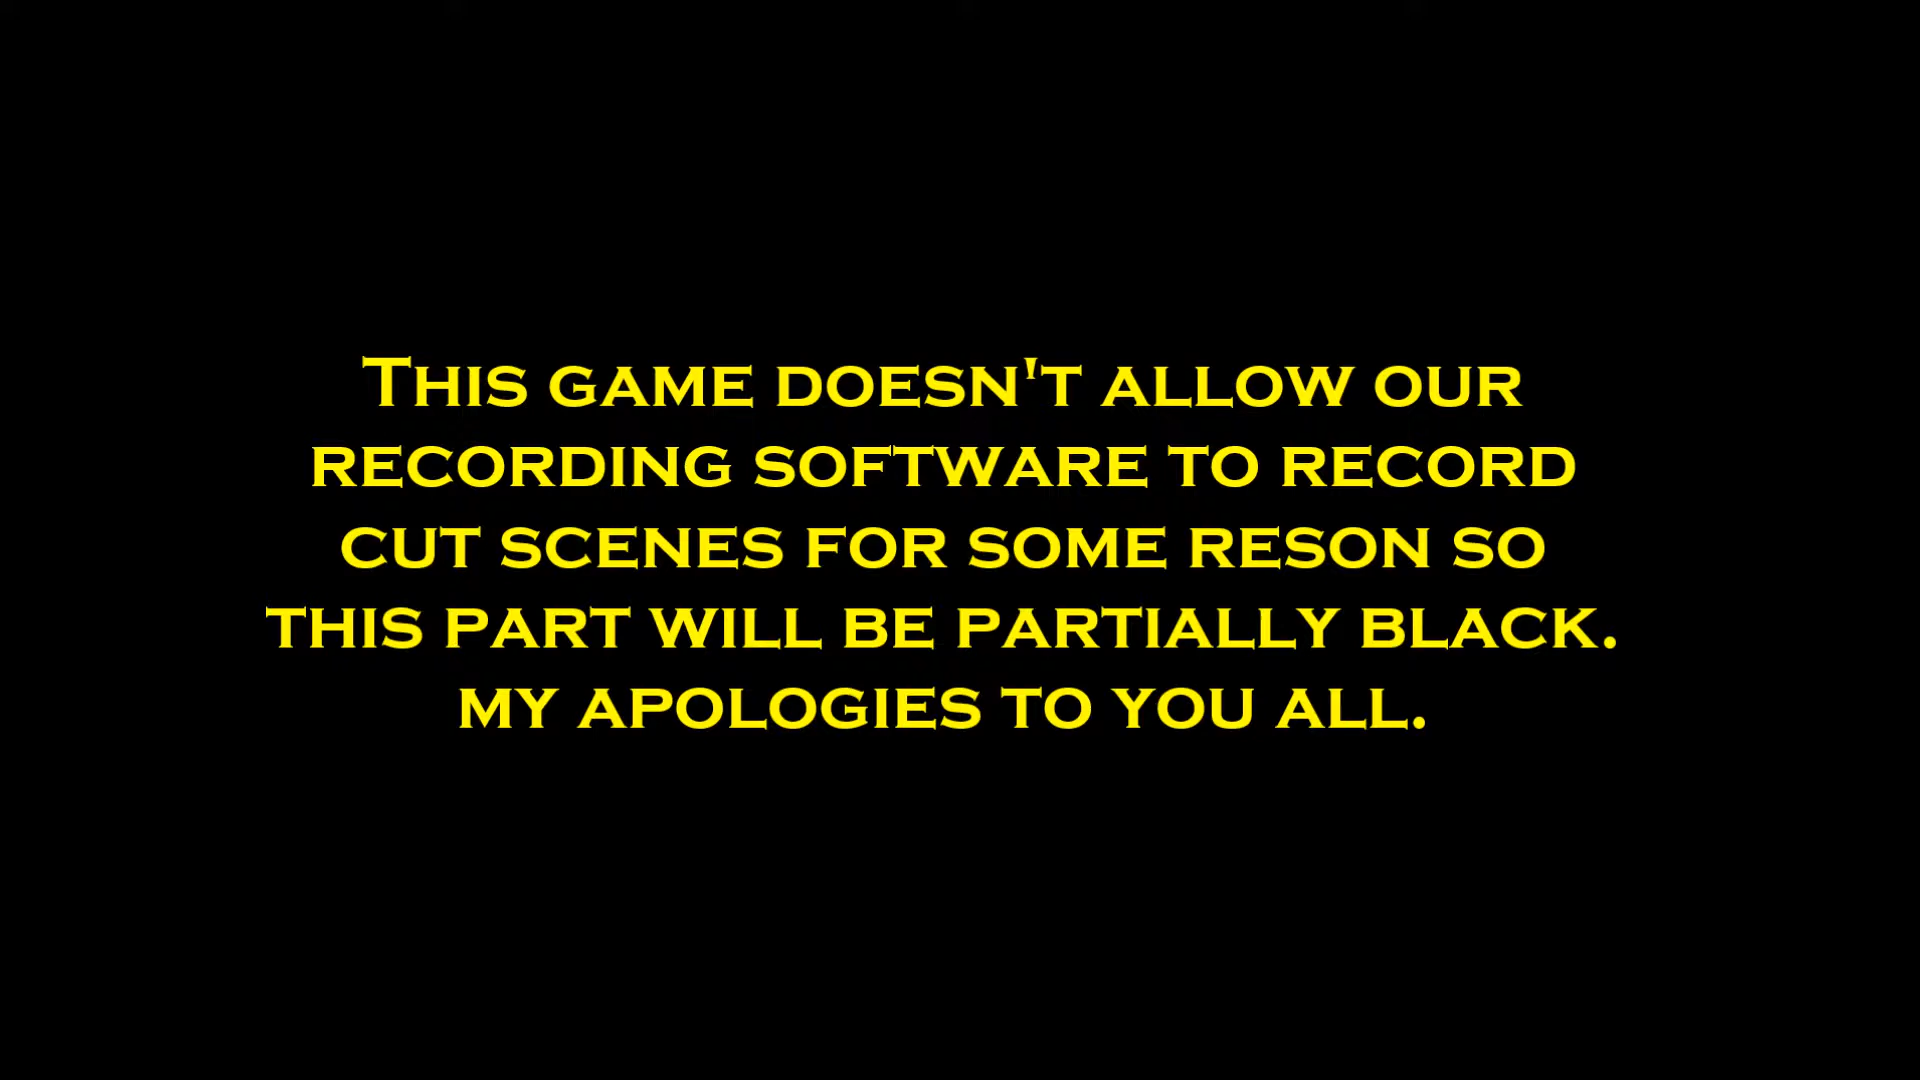 This game doesn't allow our
recording software to record
cut scenes for some reson so
this part will be partially black.
my apologies to you all.